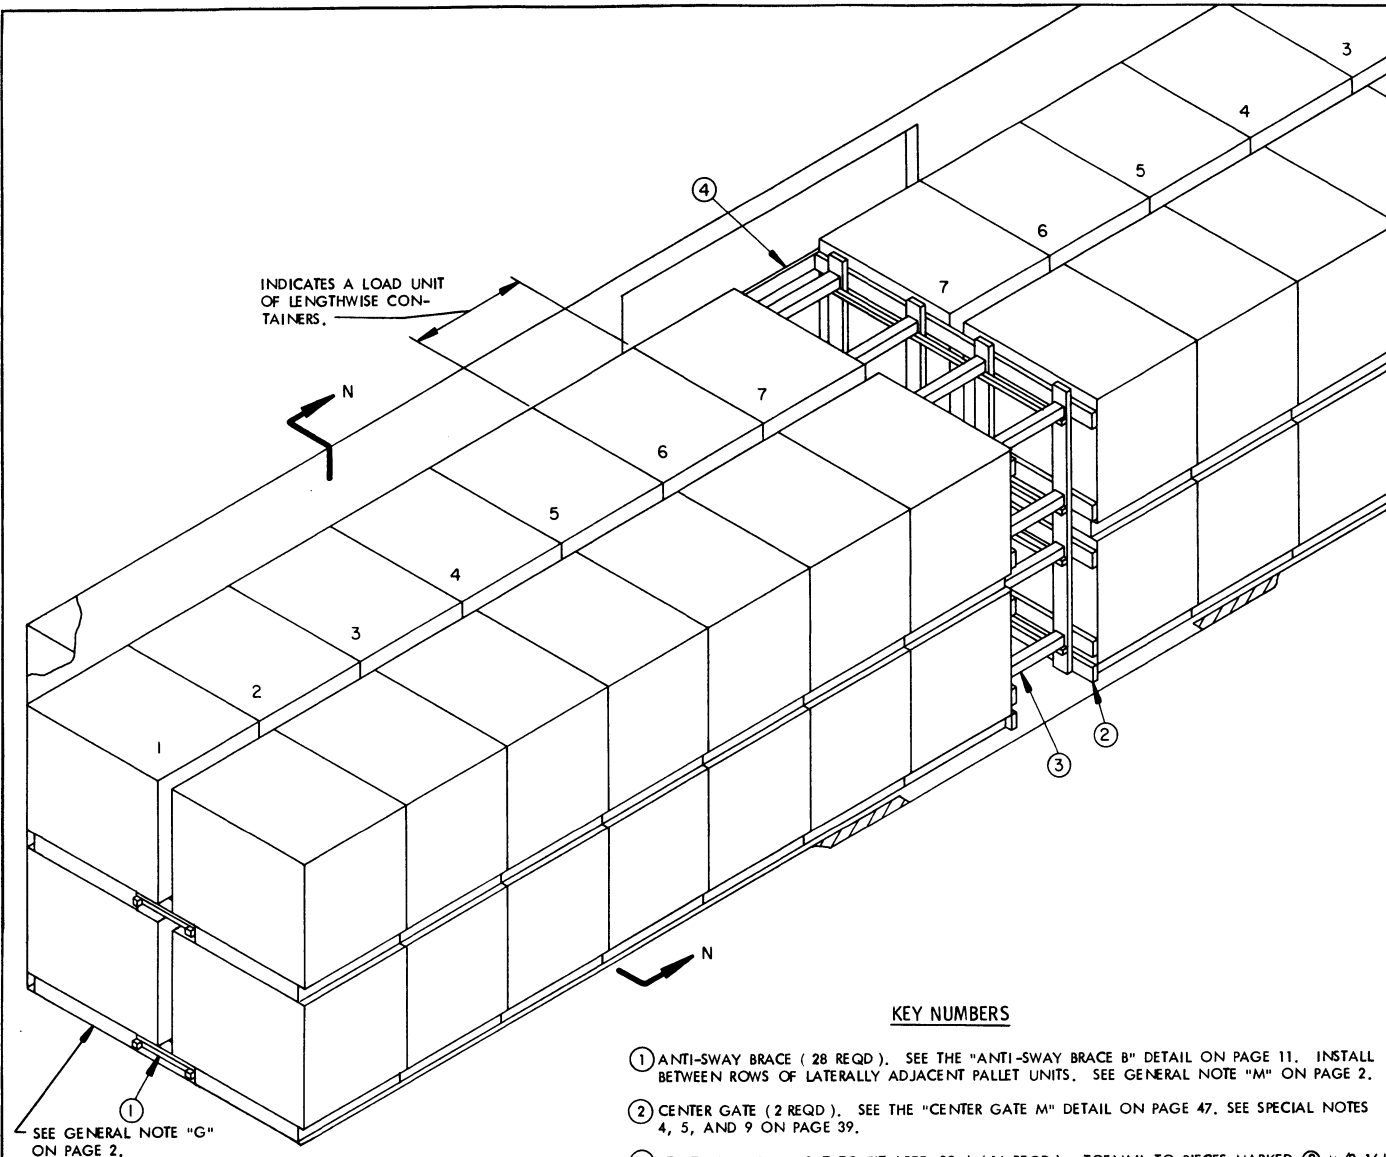 3
4
5
6
7
④
INDICATES A LOAD UNIT
OF LENGTHWISE CON-
TAINERS.
N
7
6
5
4
3
2
1
②
③
N
①
SEE GENERAL NOTE "G"
ON PAGE 2.
KEY NUMBERS
① ANTI-SWAY BRACE ( 28 REQD ). SEE THE "ANTI-SWAY BRACE B" DETAIL ON PAGE 11. INSTALL
BETWEEN ROWS OF LATERALLY ADJACENT PALLET UNITS. SEE GENERAL NOTE "M" ON PAGE 2.
② CENTER GATE ( 2 REQD ). SEE THE "CENTER GATE M" DETAIL ON PAGE 47. SEE SPECIAL NOTES
4, 5, AND 9 ON PAGE 39.